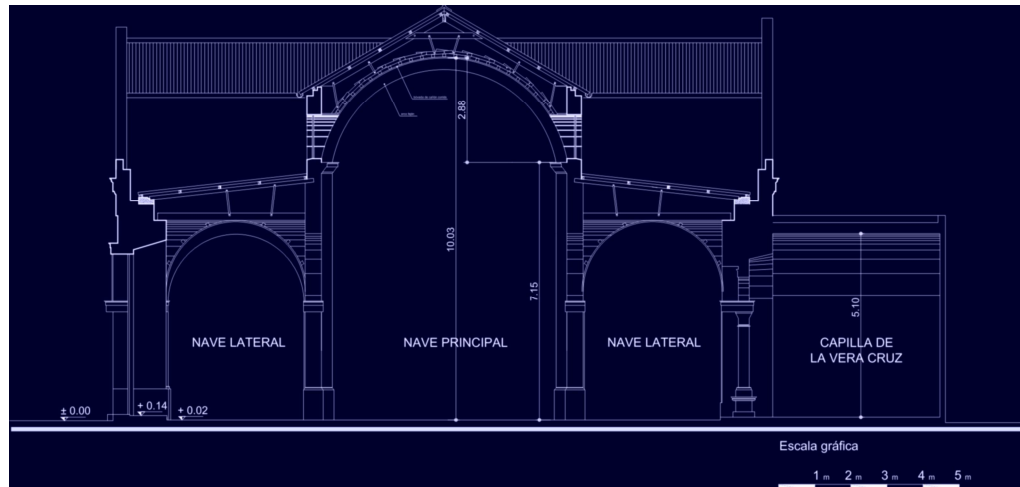 2.88
10.03
7.15
5.10
NAVE LATERAL
NAVE PRINCIPAL
NAVE LATERAL
CAPILLA DE
LA VERA CRUZ
± 0.00
+ 0.14
+ 0.02
Escala gráfica
1 m 2 m 3 m 4 m 5 m